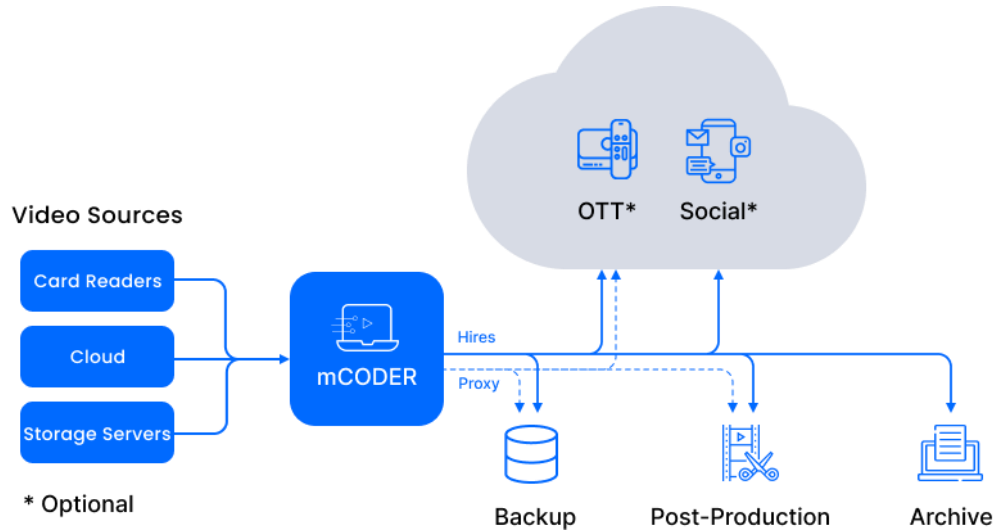 OTT*
Social*
Video Sources
Card Readers
Cloud
Storage Servers
mCODER
Hires
Proxy
* Optional
Backup
Post-Production
Archive